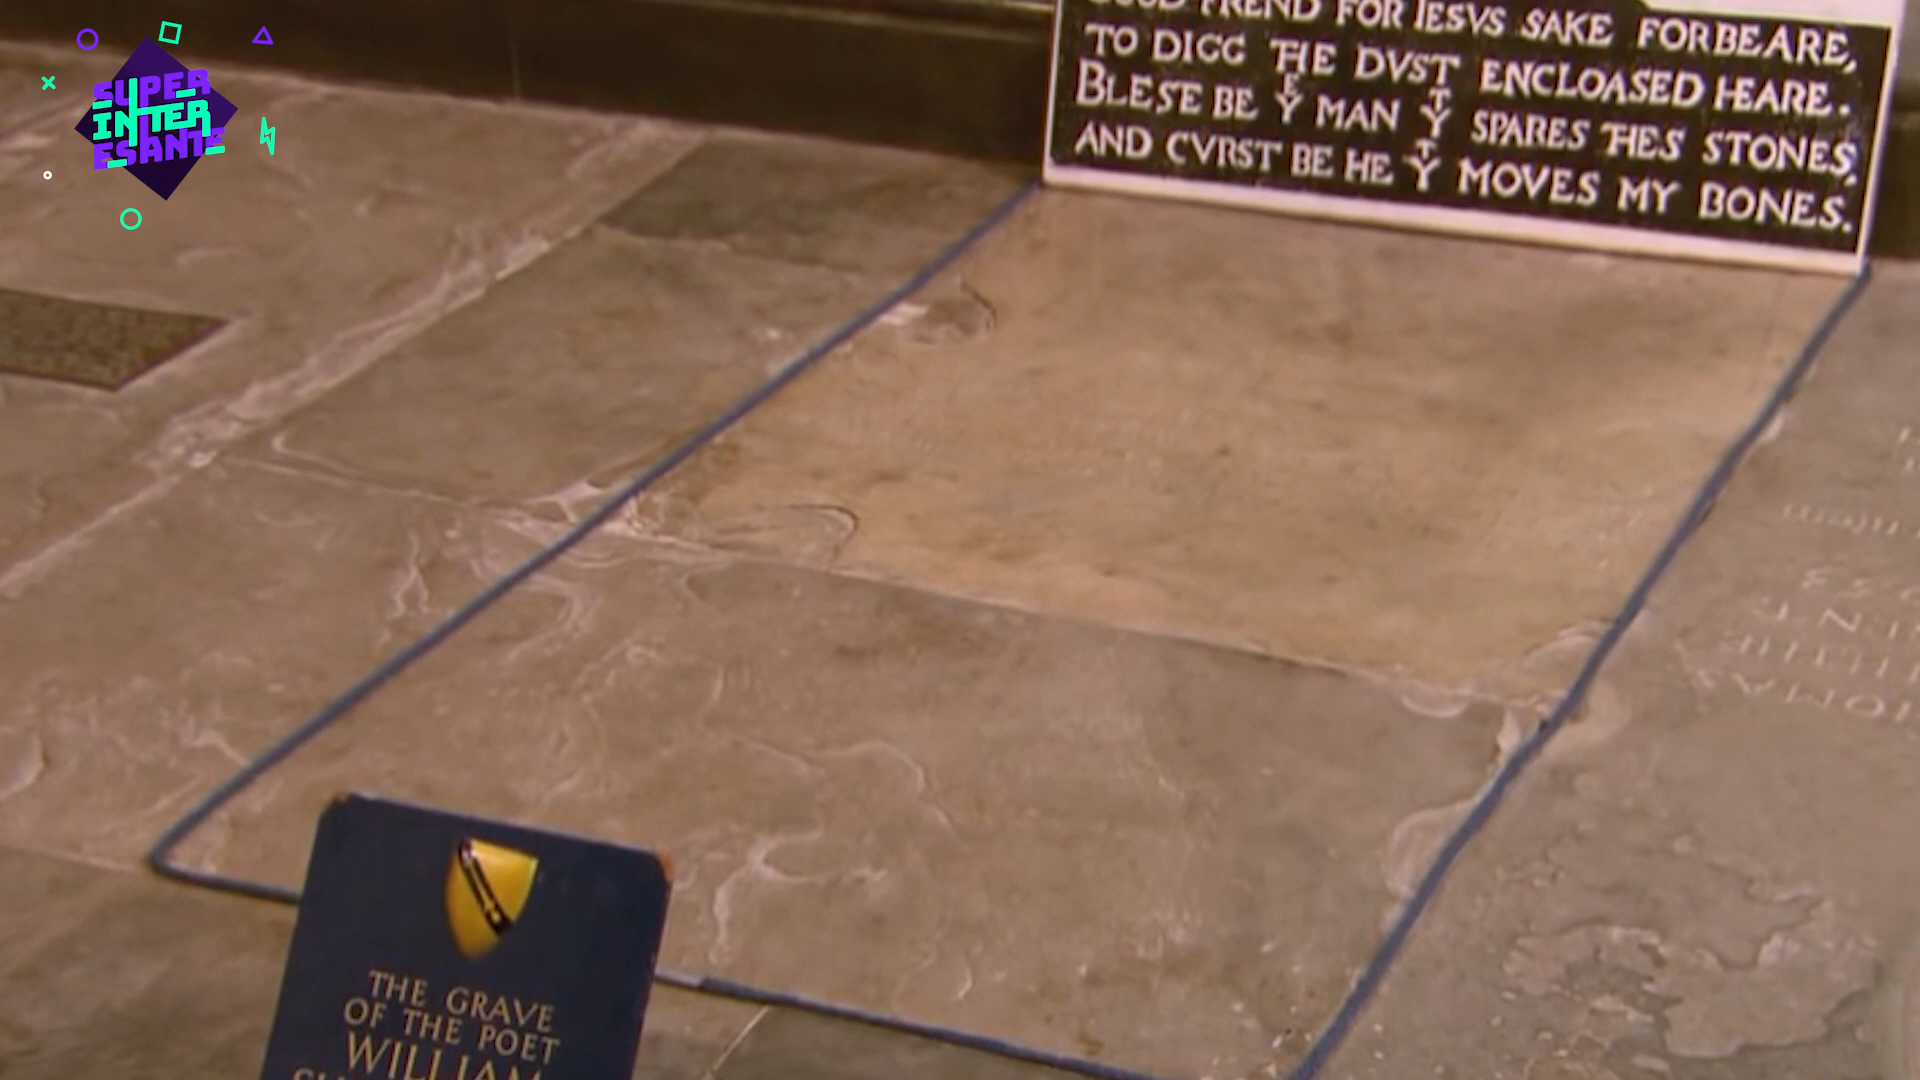 SUPER
INTER
ESANTE
FREND FOR IESVS SAKE FORBEARE,
TO DIGG THE DVST ENCLOASED HEARE.
BLESE BE Y^E MAN Y^T SPARES THES STONES,
AND CVRST BE HE Y^T MOVES MY BONES.
THE GRAVE
OF THE POET
WILLIAM